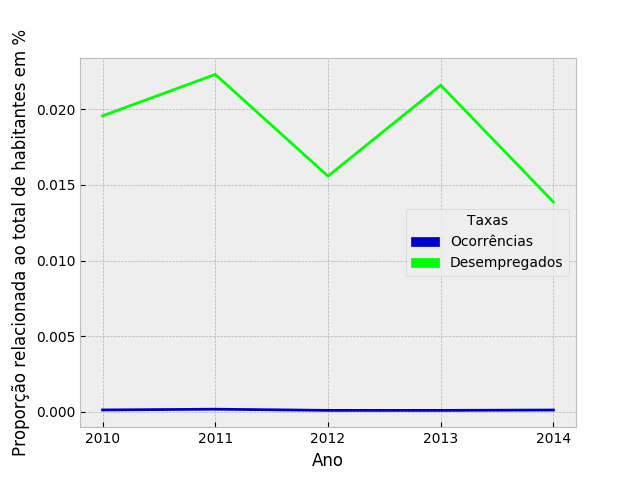 Proporção relacionada ao total de habitantes em %
0.020
0.015
0.010
0.005
0.000
Taxas
Ocorrências
Desempregados
2010 2011 2012 2013 2014
Ano